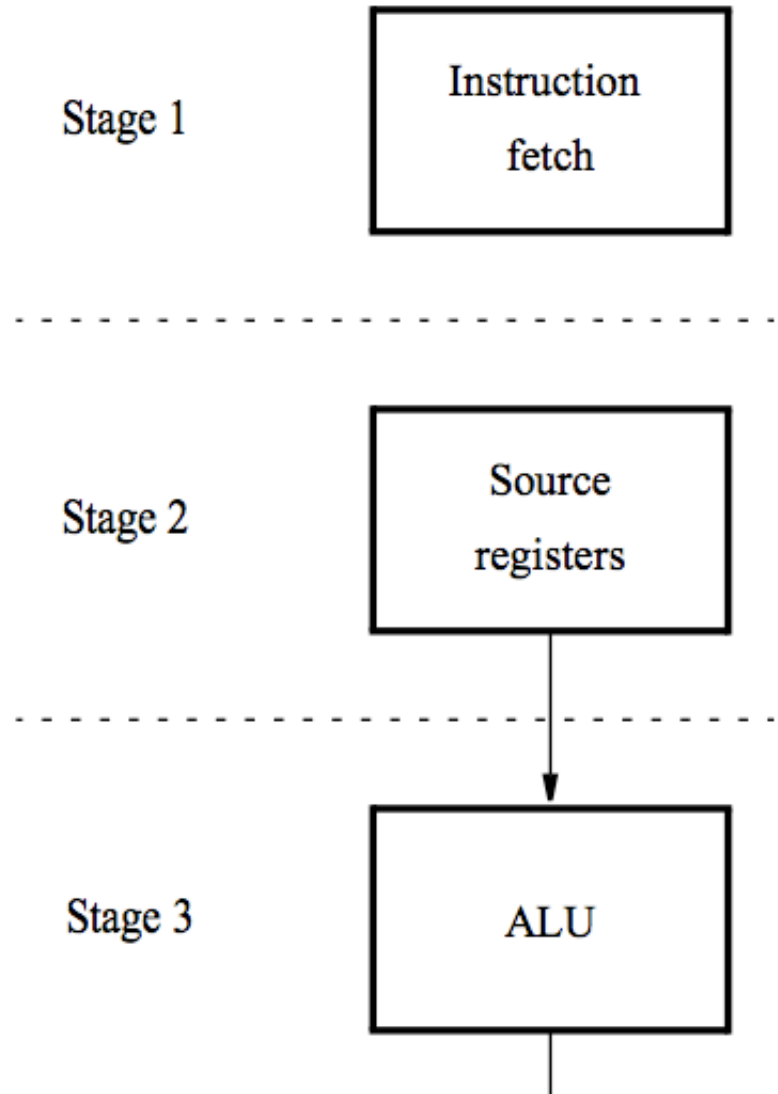 Stage 1
Instruction
fetch
Stage 2
Source
registers
Stage 3
ALU